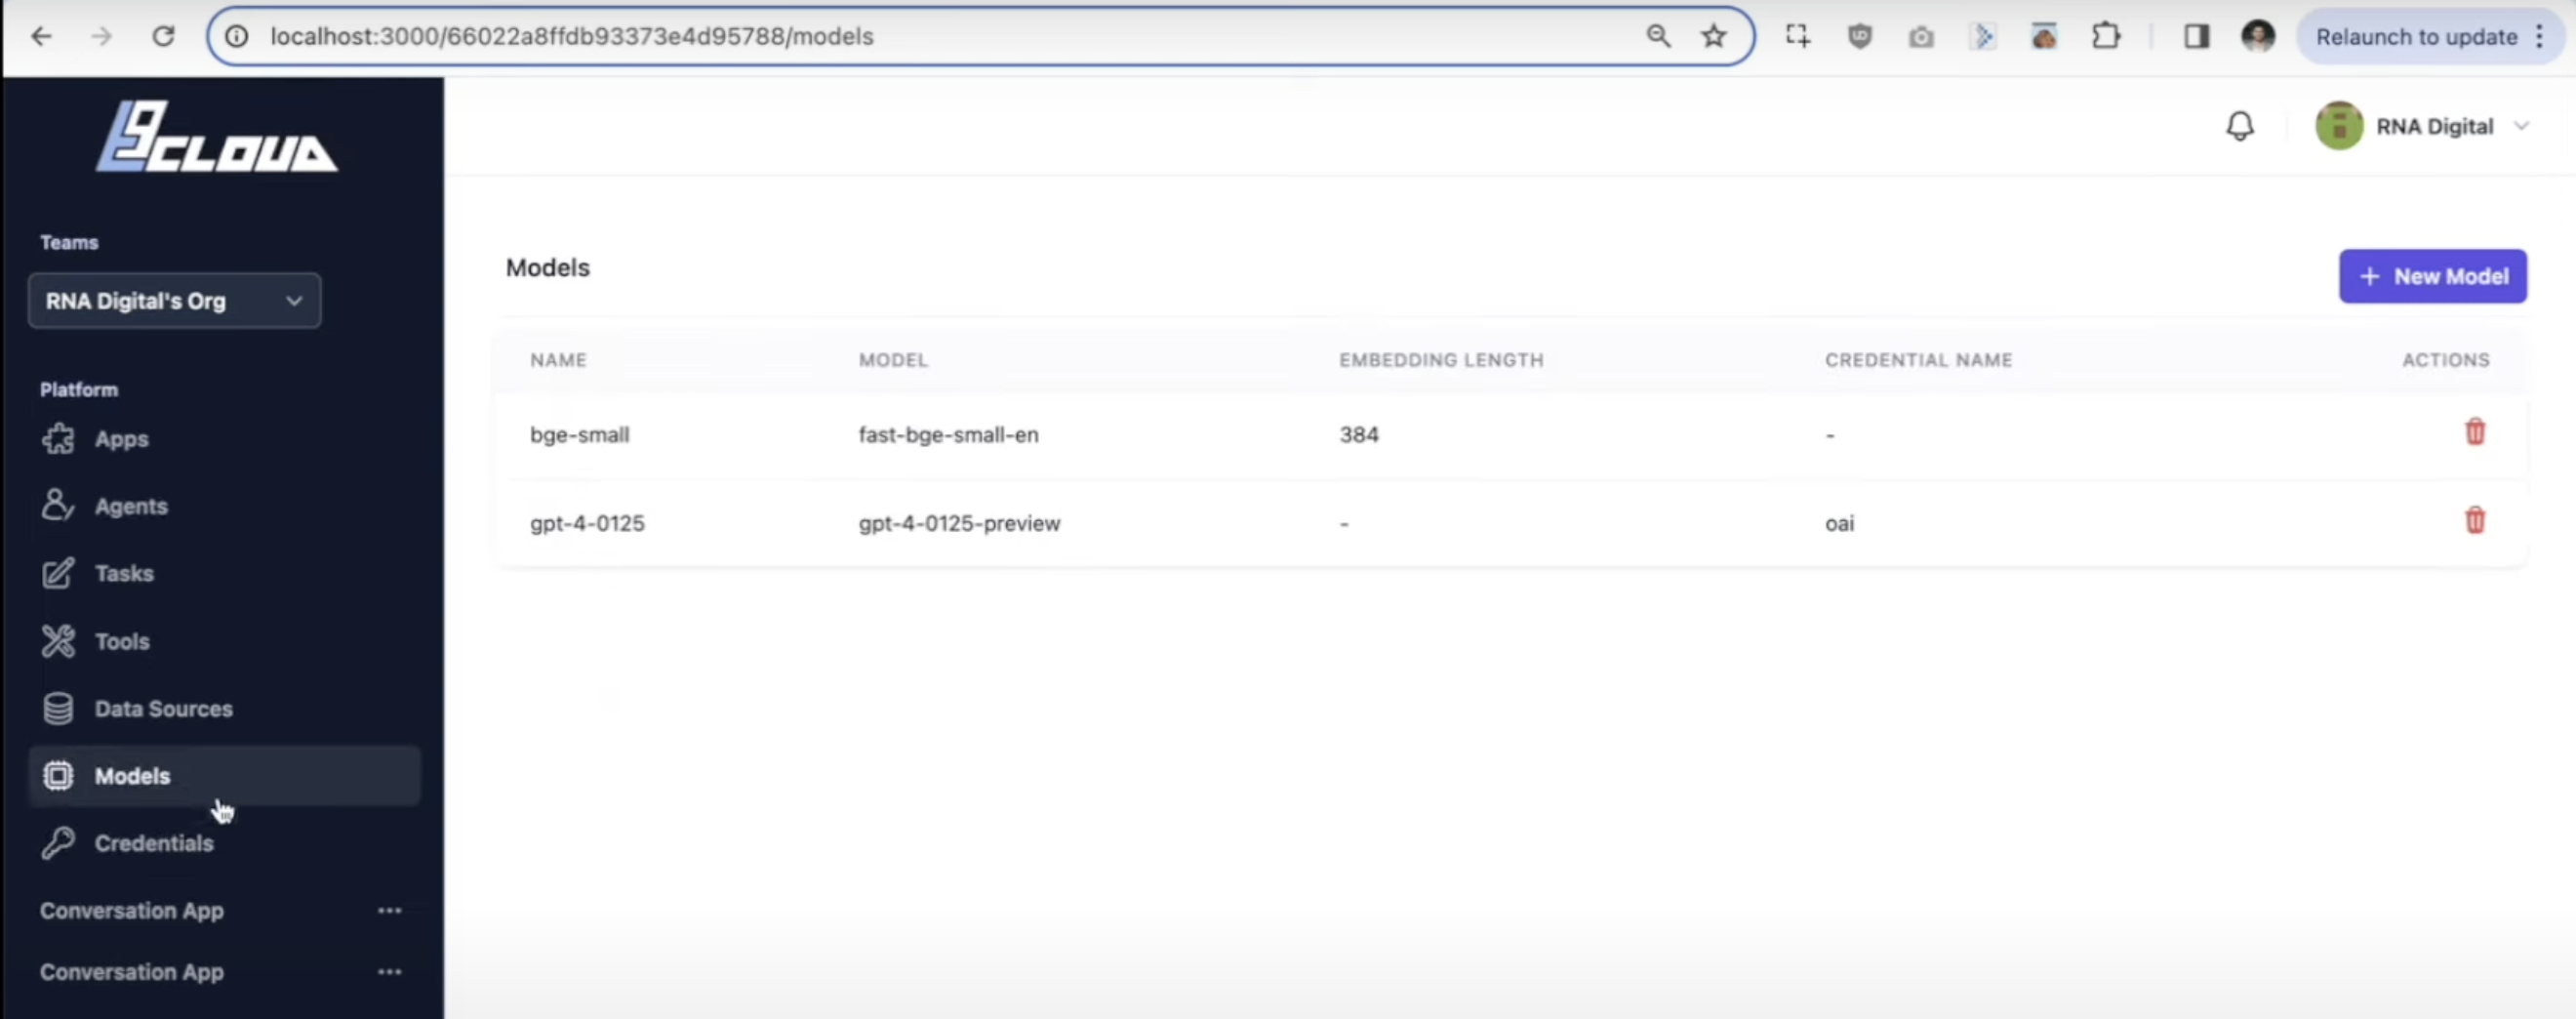 localhost:3000/66022a8ffdb93373e4d95788/models
Relaunch to update
CLOUD
RNA Digital
Teams
RNA Digital's Org
Platform
Apps
Agents
Tasks
Tools
Data Sources
Models
Credentials
Conversation App
Conversation App
Models
+ New Model
NAME MODEL EMBEDDING LENGTH CREDENTIAL NAME ACTIONS
bge-small fast-bge-small-en 384 -
gpt-4-0125 gpt-4-0125-preview - oai